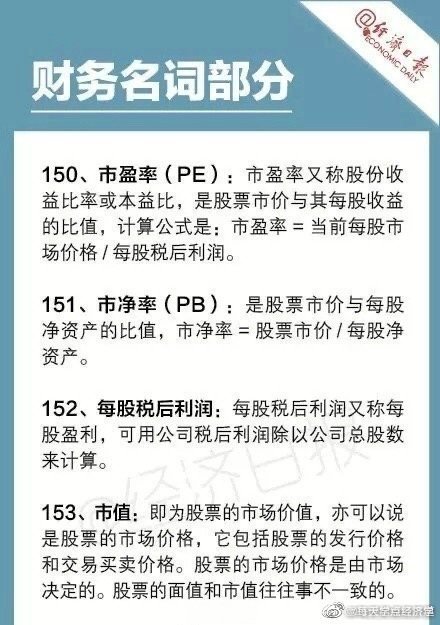 @经济日报
ECONOMIC DAILY
财务名词部分
150、市盈率（PE）：市盈率又称股份收
益比率或本益比，是股票市价与其每股收益
的比值，计算公式是：市盈率 = 当前每股市
场价格 / 每股税后利润。
151、市净率（PB）：是股票市价与每股
净资产的比值，市净率 = 股票市价 / 每股净
资产。
152、每股税后利润：每股税后利润又称每
股盈利，可用公司税后利润除以公司总股数
来计算。
@经济日报
153、市值：即为股票的市场价值，亦可以说
是股票的市场价格，它包括股票的发行价格
和交易买卖价格。股票的市场价格是由市场
决定的。股票的面值和市值往往事不一致的。
@每天学点经济堂